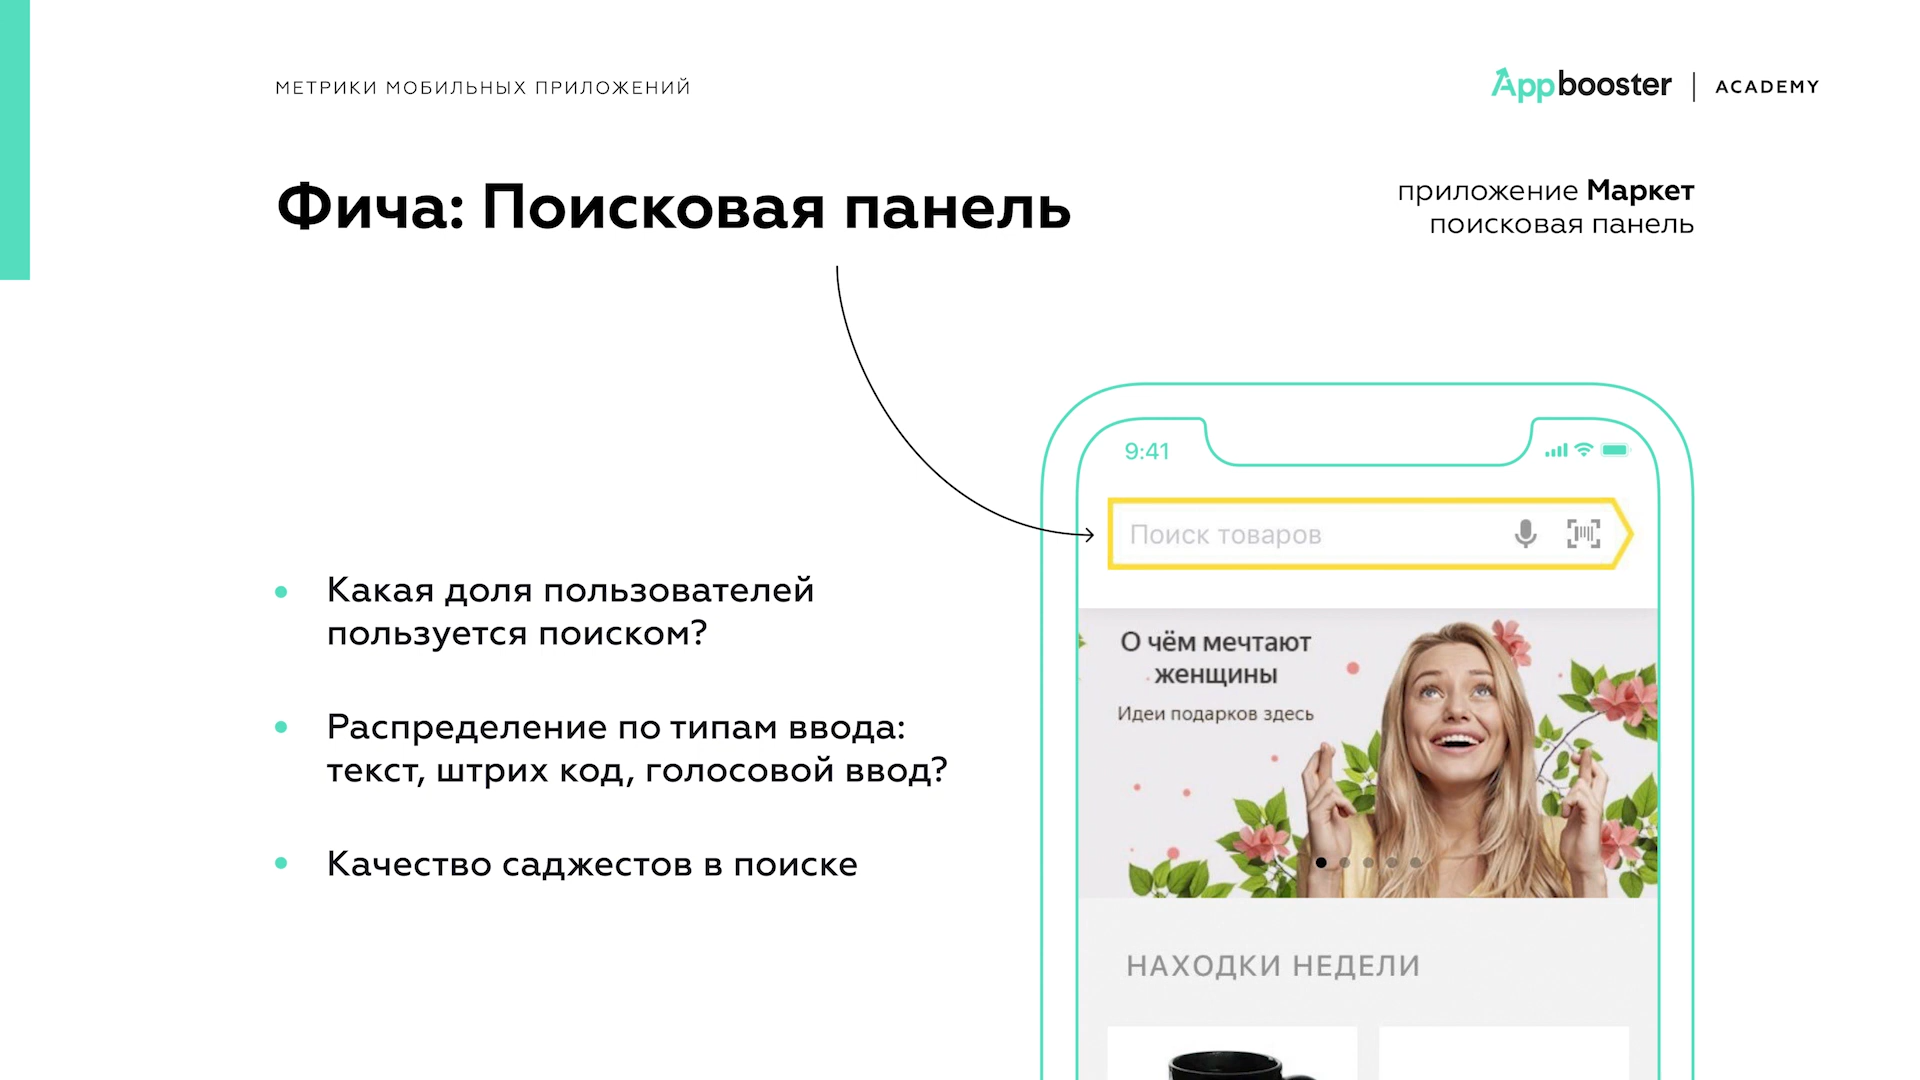 МЕТРИКИ МОБИЛЬНЫХ ПРИЛОЖЕНИЙ
Appbooster | ACADEMY
Фича: Поисковая панель
приложение Маркет
поисковая панель
Какая доля пользователей
пользуется поиском?
Распределение по типам ввода:
текст, штрих код, голосовой ввод?
Качество саджестов в поиске
9:41
Поиск товаров
О чём мечтают
женщины
Идеи подарков здесь
НАХОДКИ НЕДЕЛИ